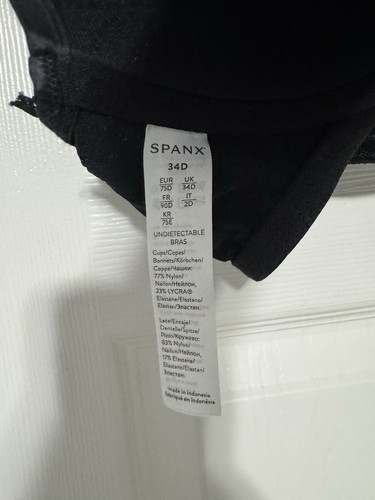 SPANX
34D
EUR UK
75D 34D
FR IT
90D 2D
KR
75E
UNDIETECTABLE
BRAS
Cups/Copas/
Bonnets/Körbchen/
Coppe/Чашки:
77% Nylon/
Nailon/Нейлон,
23% LYCRA®
Elastane/Elastano/
Elastan/Эластан.
Lace/Encaje/
Dentelle/Spitze/
Pizzo/Кружево:
83% Nylon/
Nailon/Нейлон,
17% Elastane/
Elastano/Elastan/
Эластан.
Made in Indonesia
Fabriqué en Indonésie